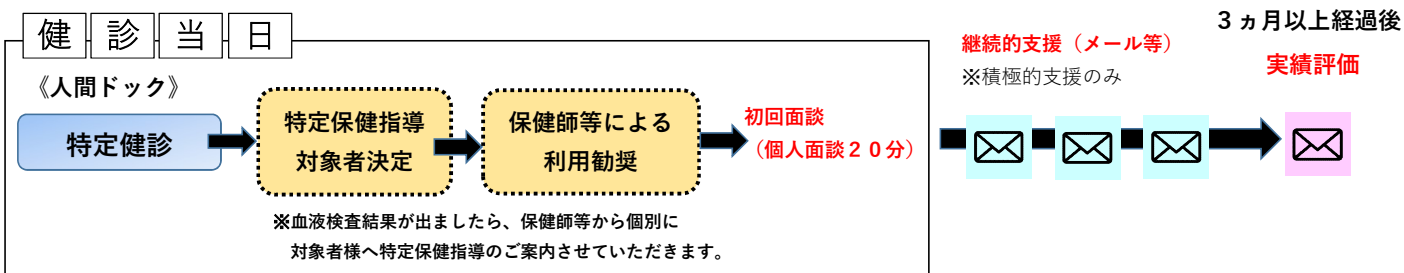 健診当日
《人間ドック》
特定健診
特定保健指導
対象者決定
保健師等による
利用勧奨
初回面談
（個人面談２０分）
※血液検査結果が出ましたら、保健師等から個別に
対象者様へ特定保健指導のご案内させていただきます。
継続的支援（メール等）
※積極的支援のみ
３ヵ月以上経過後
実績評価